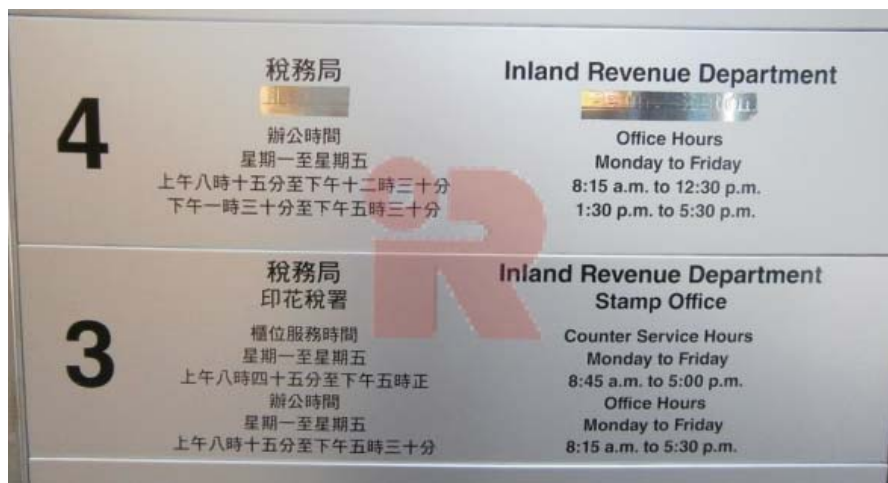 4
稅務局
辦公時間
星期一至星期五
上午八時十五分至下午十二時三十分
下午一時三十分至下午五時三十分
Inland Revenue Department
Office Hours
Monday to Friday
8:15 a.m. to 12:30 p.m.
1:30 p.m. to 5:30 p.m.
3
稅務局
印花稅署
櫃位服務時間
星期一至星期五
上午八時四十五分至下午五時正
辦公時間
星期一至星期五
上午八時十五分至下午五時三十分
Inland Revenue Department
Stamp Office
Counter Service Hours
Monday to Friday
8:45 a.m. to 5:00 p.m.
Office Hours
Monday to Friday
8:15 a.m. to 5:30 p.m.
iR